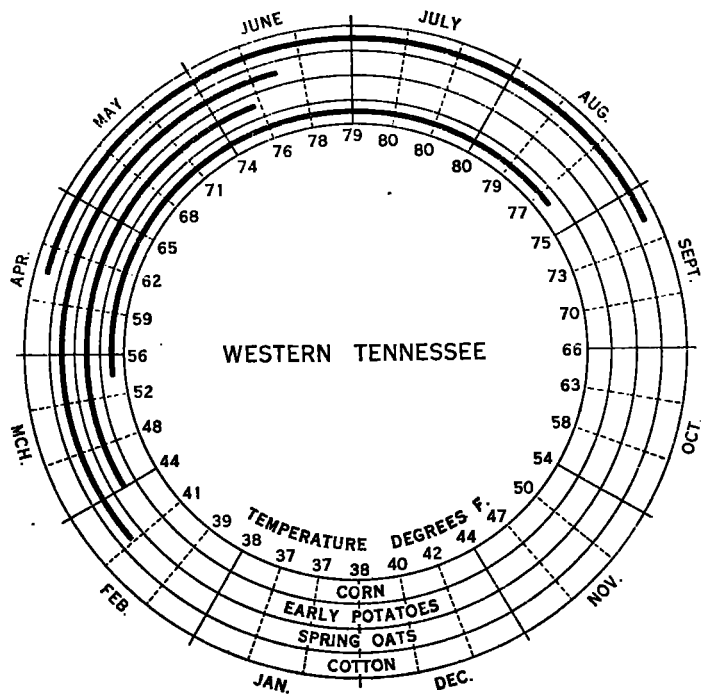 JUNE
JULY
MAY
AUG.
APR.
SEPT.
MCH.
OCT.
FEB.
NOV.
JAN.
DEC.
79
80
80
80
79
77
75
73
70
66
63
58
54
50
47
44
42
40
38
37
37
38
39
41
44
48
52
56
59
62
65
68
71
74
76
78
WESTERN TENNESSEE
TEMPERATURE DEGREES F.
CORN
EARLY POTATOES
SPRING OATS
COTTON